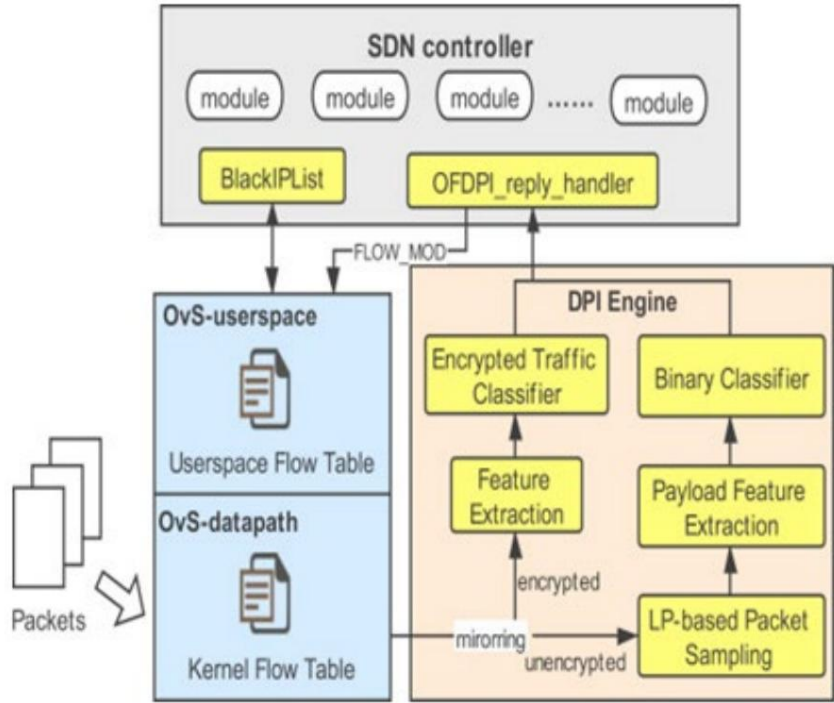 SDN controller
module
module
module
......
module
BlackIPList
OFDPI_reply_handler
FLOW_MOD
OvS-userspace
Userspace Flow Table
OvS-datapath
Kernel Flow Table
Packets
DPI Engine
Encrypted Traffic
Classifier
Binary Classifier
Feature
Extraction
Payload Feature
Extraction
encrypted
mirorring
unencrypted
LP-based Packet
Sampling